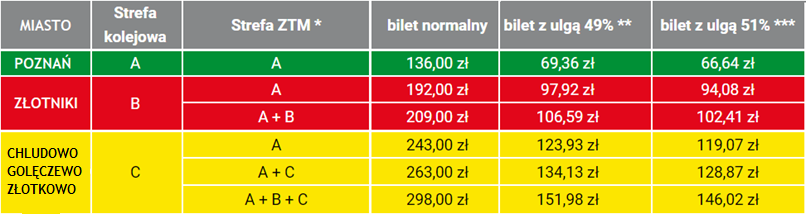 MIASTO Strefa kolejowa Strefa ZTM * bilet normalny bilet z ulgą 49% ** bilet z ulgą 51% ***
POZNAŃ A A 136,00 zł 69,36 zł 66,64 zł
ZŁOTNIKI B A 192,00 zł 97,92 zł 94,08 zł
A + B 209,00 zł 106,59 zł 102,41 zł
CHLUDOWO GOLĘCZEWO ZŁOTKOWO C A 243,00 zł 123,93 zł 119,07 zł
A + C 263,00 zł 134,13 zł 128,87 zł
A + B + C 298,00 zł 151,98 zł 146,02 zł